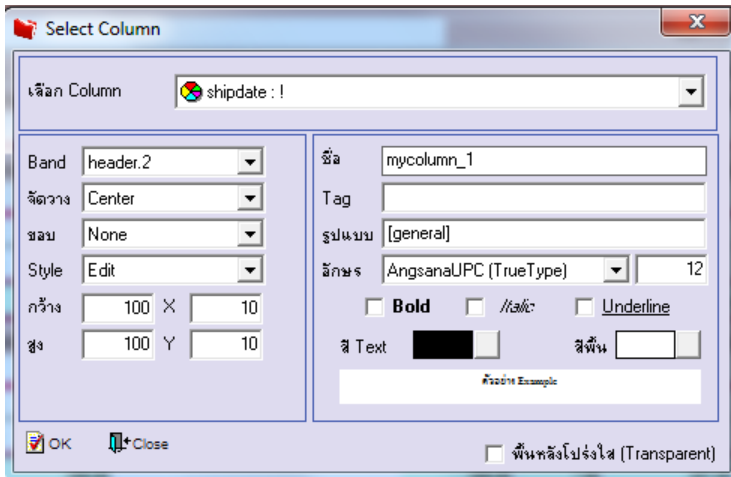 Select Column
เลือก Column shipdate : !
Band header.2
จัดวาง Center
ขอบ None
Style Edit
กว้าง 100 X 10
สูง 100 Y 10
ชื่อ mycolumn_1
Tag
รูปแบบ [general]
อักษร AngsanaUPC (TrueType) 12
Bold Italic Underline
สี Text สีพื้น
ตัวอย่าง Example
OK Close
พื้นหลังโปร่งใส (Transparent)